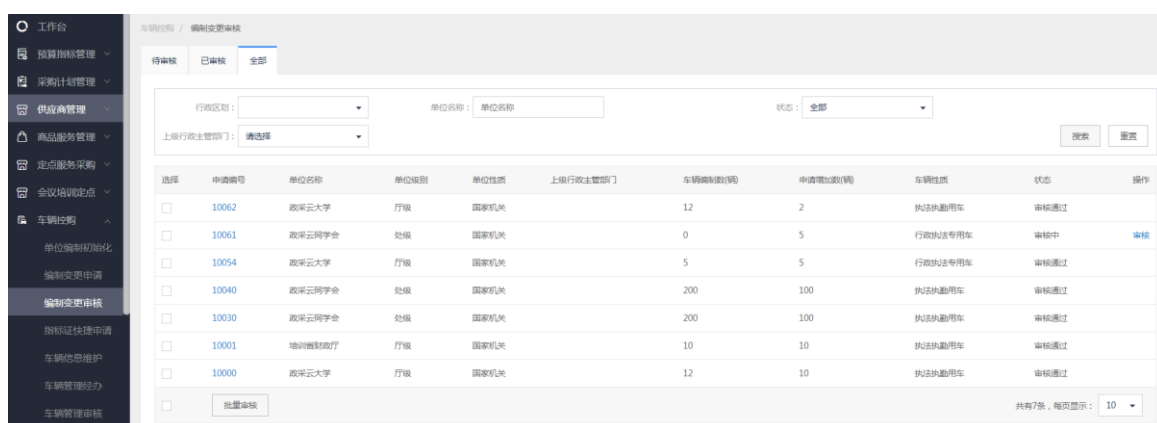 工作台
预算指标管理
采购计划管理
供应商管理
商品服务管理
定点服务采购
会议培训定点
车辆控购
单位编制初始化
编制变更申请
编制变更审核
指标证快捷申请
车辆信息维护
车辆管理经办
车辆管理审核
车辆控购 / 编制变更审核
待审核 已审核 全部
行政区划： 单位名称： 单位名称 状态： 全部
上级行政主管部门： 请选择 搜索 重置
选择 申请编号 单位名称 单位级别 单位性质 上级行政主管部门 车辆编制数(辆) 申请增加数(辆) 车辆性质 状态 操作
10062 政采云大学 厅级 国家机关 12 2 执法执勤用车 审核通过
10061 政采云同学会 处级 国家机关 0 5 行政执法专用车 审核中 审核
10054 政采云大学 厅级 国家机关 5 5 行政执法专用车 审核通过
10040 政采云同学会 处级 国家机关 200 100 执法执勤用车 审核通过
10030 政采云同学会 处级 国家机关 200 100 执法执勤用车 审核通过
10001 培训省财政厅 厅级 国家机关 10 10 执法执勤用车 审核通过
10000 政采云大学 厅级 国家机关 12 10 执法执勤用车 审核通过
批量审核 共有7条，每页显示： 10